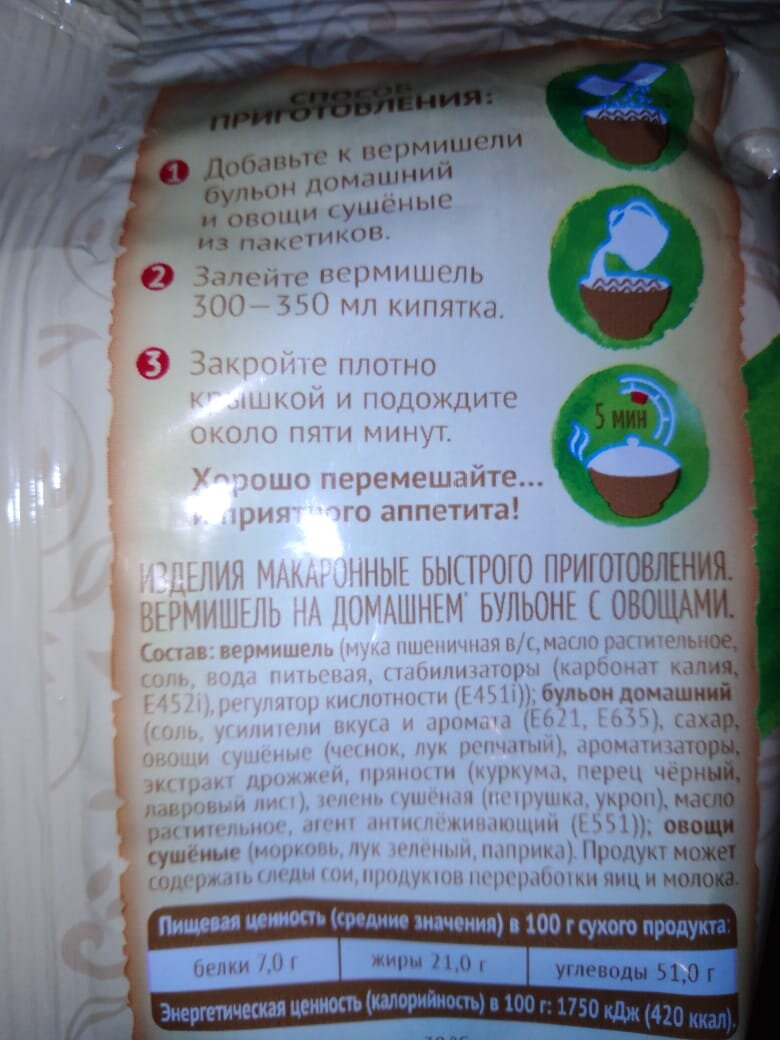 СПОСОБ
ПРИГОТОВЛЕНИЯ:
1 Добавьте к вермишели
бульон домашний
и овощи сушёные
из пакетиков.
2 Залейте вермишель
300–350 мл кипятка.
3 Закройте плотно
крышкой и подождите
около пяти минут.
5 мин
Хорошо перемешайте...
и приятного аппетита!
ИЗДЕЛИЯ МАКАРОННЫЕ БЫСТРОГО ПРИГОТОВЛЕНИЯ.
ВЕРМИШЕЛЬ НА ДОМАШНЕМ* БУЛЬОНЕ С ОВОЩАМИ.
Состав: вермишель (мука пшеничная в/с, масло растительное,
соль, вода питьевая, стабилизаторы (карбонат калия,
Е452i), регулятор кислотности (Е451i)); бульон домашний
(соль, усилители вкуса и аромата (Е621, Е635), сахар,
овощи сушёные (чеснок, лук репчатый), ароматизаторы,
экстракт дрожжей, пряности (куркума, перец чёрный,
лавровый лист), зелень сушёная (петрушка, укроп), масло
растительное, агент антислёживающий (Е551)); овощи
сушёные (морковь, лук зелёный, паприка). Продукт может
содержать следы сои, продуктов переработки яиц и молока.
Пищевая ценность (средние значения) в 100 г сухого продукта:
белки 7,0 г жиры 21,0 г углеводы 51,0 г
Энергетическая ценность (калорийность) в 100 г: 1750 кДж (420 ккал).